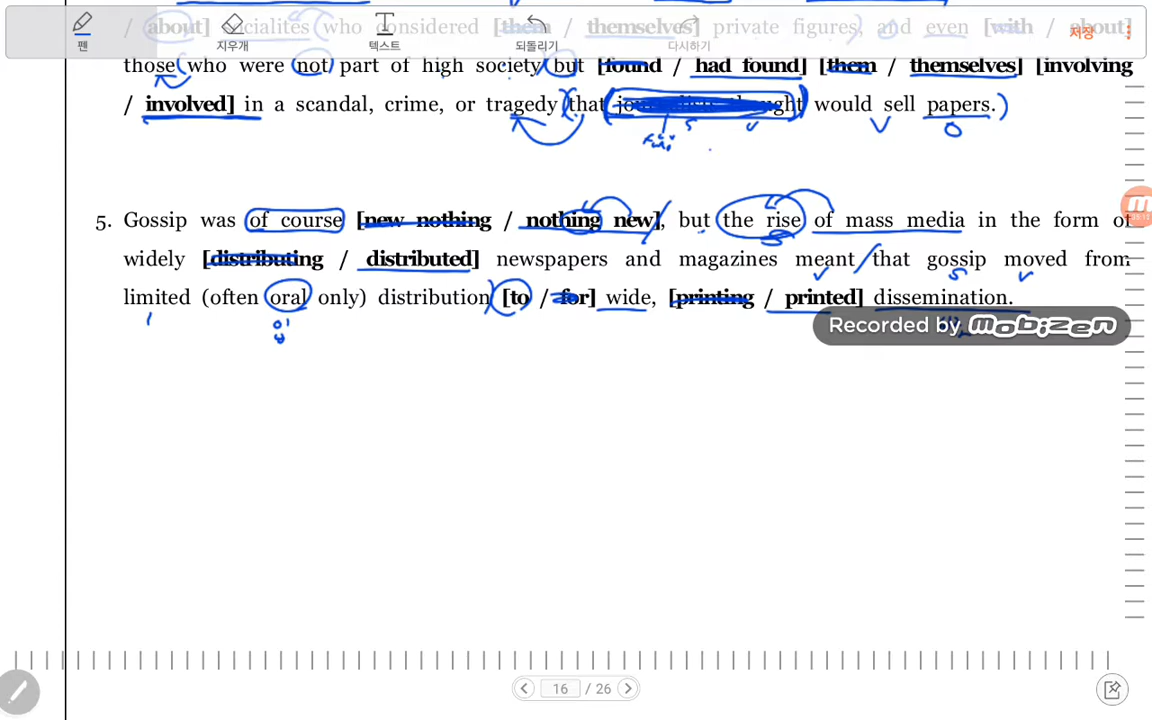 / about] socialites (who considered [them / themselves] private figures, and even [with / about]
펜 지우개 텍스트 되돌리기 다시하기 저장
those who were not part of high society but [found / had found] [them / themselves] [involving
/ involved] in a scandal, crime, or tragedy that journalists thought would sell papers.)
S V V O
5. Gossip was of course [new nothing / nothing new], but the rise of mass media in the form of
widely [distributing / distributed] newspapers and magazines meant that gossip moved from
V S V
limited (often oral only) distribution [to / for] wide, [printing / printed] dissemination.
Recorded by mobizen
16 / 26